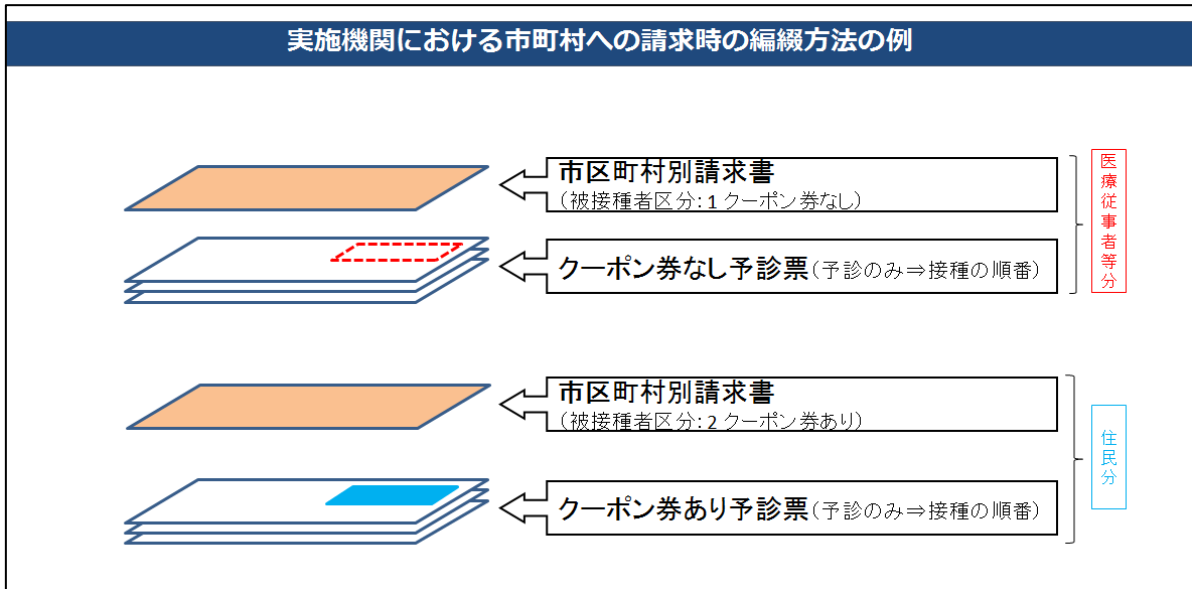 実施機関における市町村への請求時の編綴方法の例
市区町村別請求書
(被接種者区分:1 クーポン券なし)
クーポン券なし予診票(予診のみ⇒接種の順番)
医療従事者等分
市区町村別請求書
(被接種者区分:2 クーポン券あり)
クーポン券あり予診票(予診のみ⇒接種の順番)
住民分